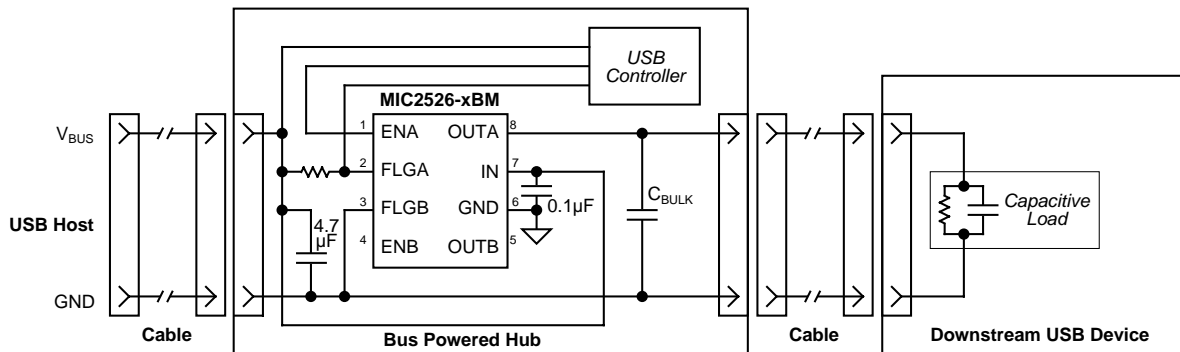 USB
Controller
MIC2526-xBM
VBUS
1 ENA OUTA 8
2 FLGA IN 7
3 FLGB GND 6
4 ENB OUTB 5
4.7
µF
0.1µF
CBULK
Capacitive
Load
USB Host
GND
Cable
Bus Powered Hub
Cable
Downstream USB Device